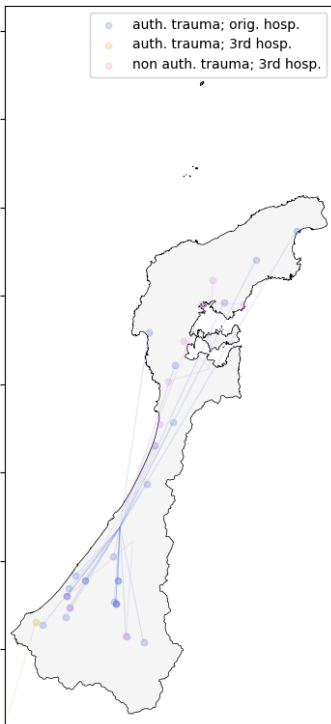 auth. trauma; orig. hosp.
auth. trauma; 3rd hosp.
non auth. trauma; 3rd hosp.